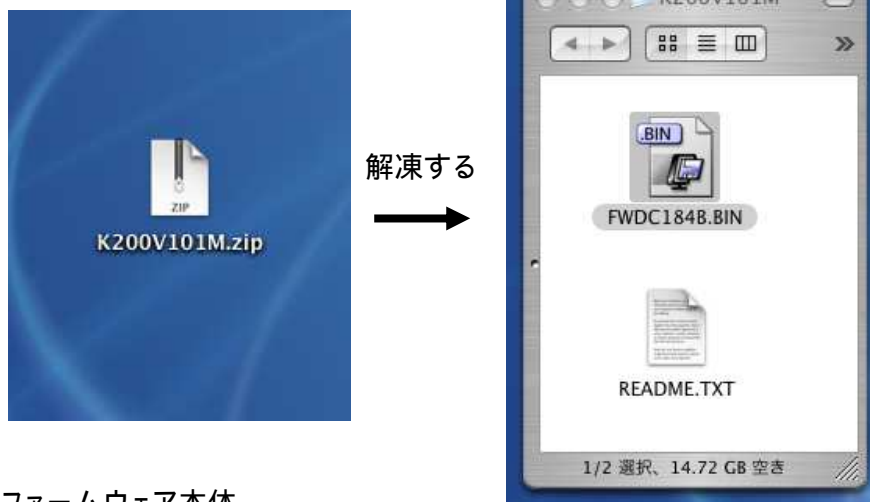 K200V101M
ZIP
K200V101M.zip
解凍する
.BIN
FWDC184B.BIN
README.TXT
1/2 選択、14.72 GB 空き
ファームウェア本体